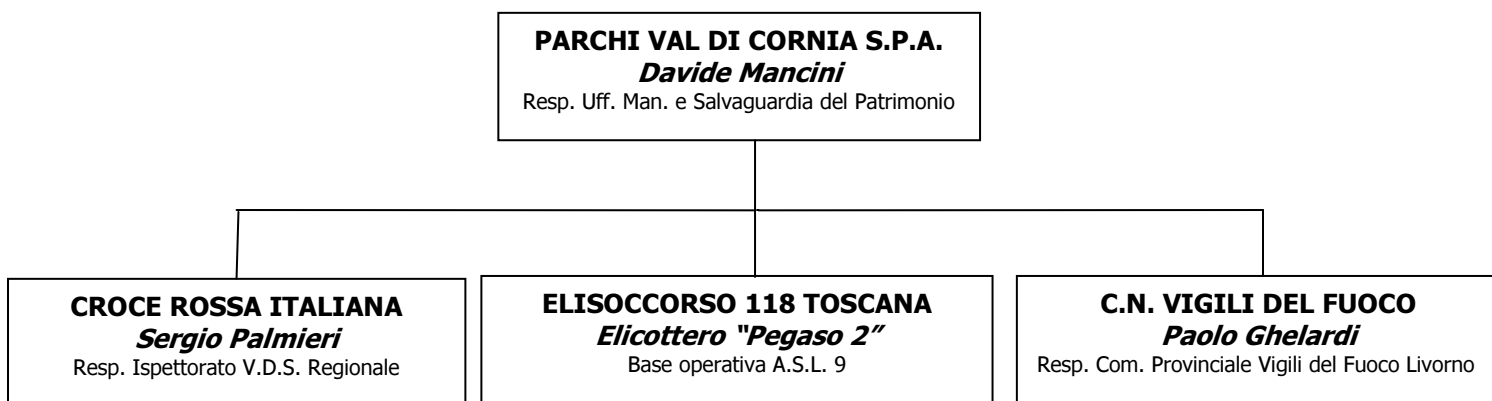 PARCHI VAL DI CORNIA S.P.A.
Davide Mancini
Resp. Uff. Man. e Salvaguardia del Patrimonio
CROCE ROSSA ITALIANA
Sergio Palmieri
Resp. Ispettorato V.D.S. Regionale
ELISOCCORSO 118 TOSCANA
Elicottero “Pegaso 2”
Base operativa A.S.L. 9
C.N. VIGILI DEL FUOCO
Paolo Ghelardi
Resp. Com. Provinciale Vigili del Fuoco Livorno